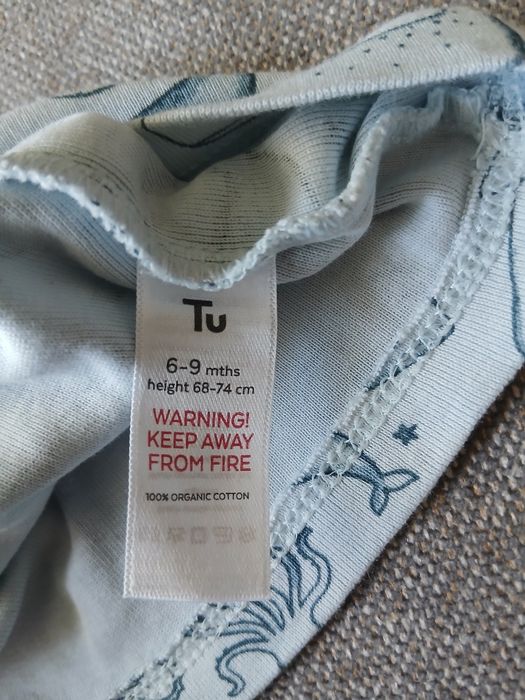 Tu
6-9 mths
height 68-74 cm
WARNING!
KEEP AWAY
FROM FIRE
100% ORGANIC COTTON